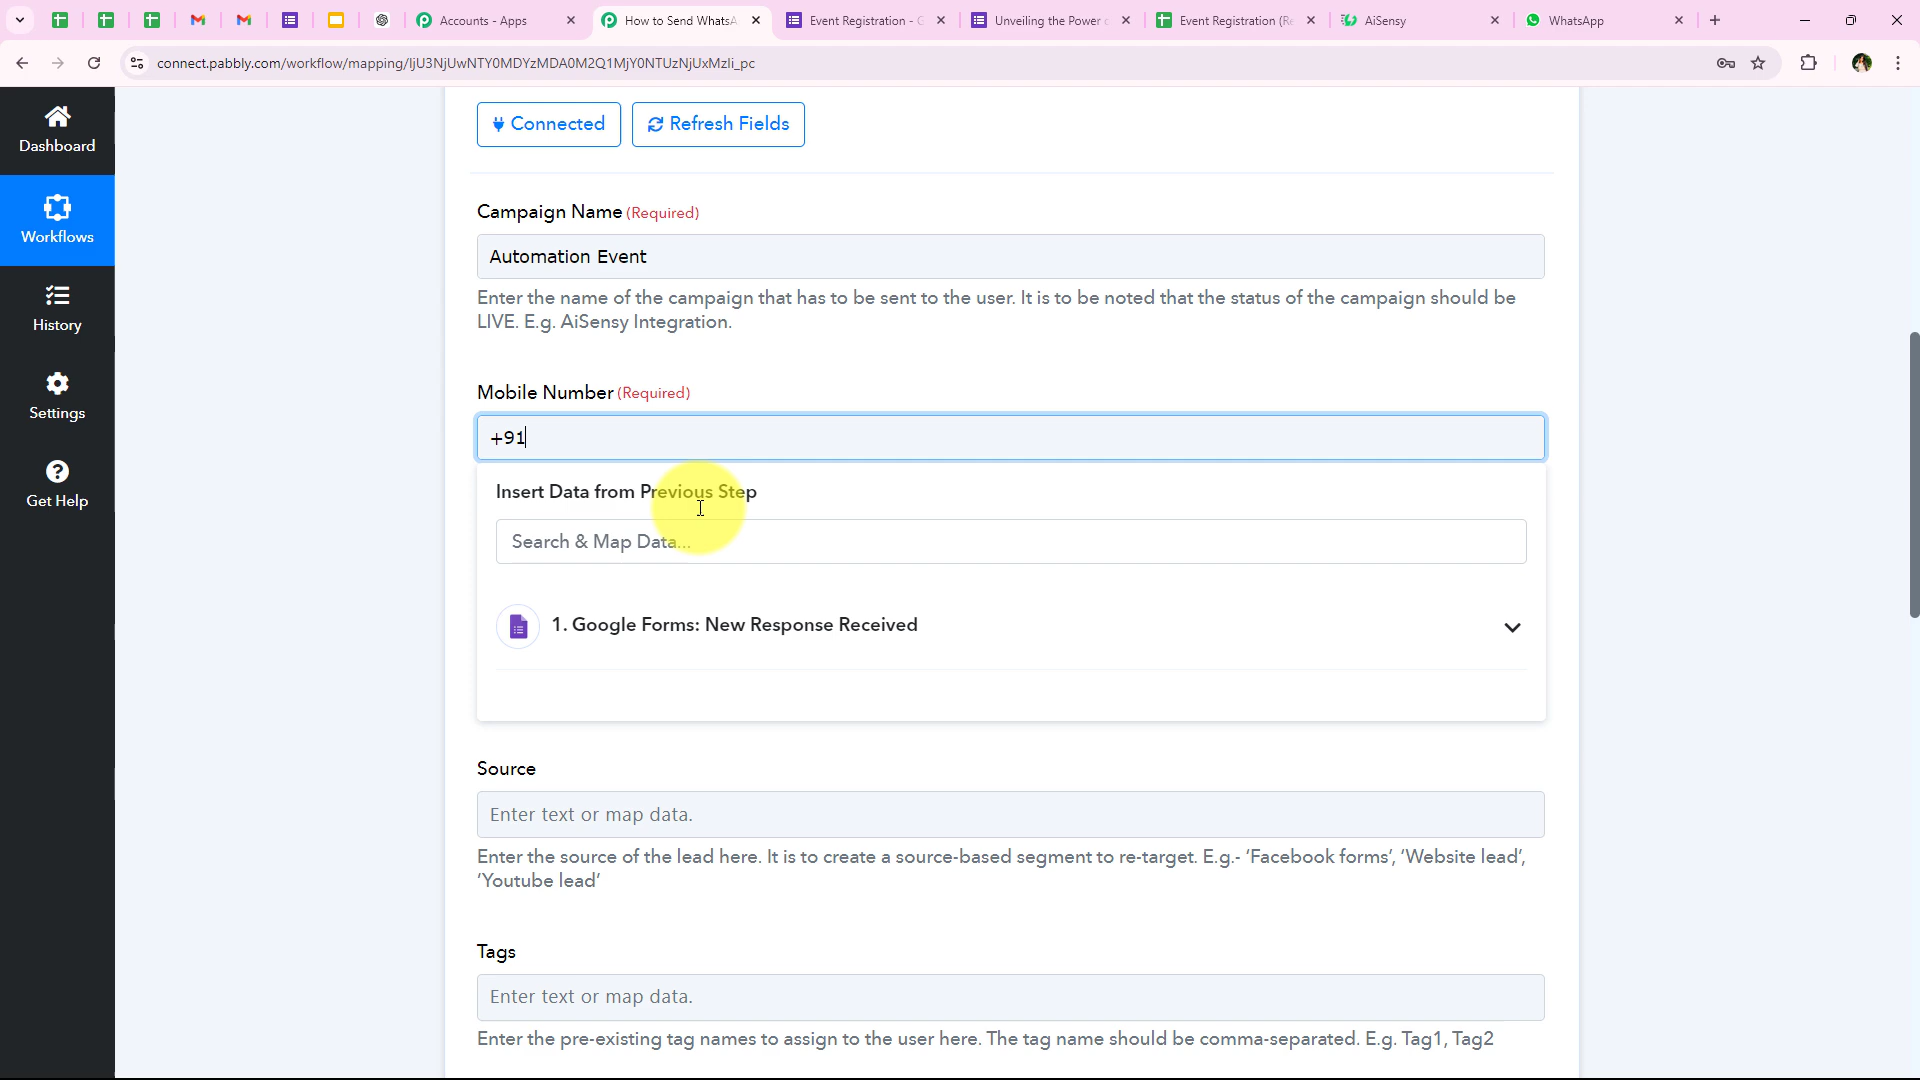 Accounts - Apps
How to Send WhatsA
Event Registration - G
Unveiling the Power
Event Registration (Re
AiSensy
WhatsApp
connect.pabbly.com/workflow/mapping/IjU3NjUwNTY0MDYzMDA0M2Q1MjY0NTUzNjUxMzIi_pc
Dashboard
Workflows
History
Settings
Get Help
Connected
Refresh Fields
Campaign Name (Required)
Automation Event
Enter the name of the campaign that has to be sent to the user. It is to be noted that the status of the campaign should be
LIVE. E.g. AiSensy Integration.
Mobile Number (Required)
+91
Insert Data from Previous Step
Search & Map Data...
1. Google Forms: New Response Received
Source
Enter text or map data.
Enter the source of the lead here. It is to create a source-based segment to re-target. E.g.- ‘Facebook forms’, ‘Website lead’,
‘Youtube lead’
Tags
Enter text or map data.
Enter the pre-existing tag names to assign to the user here. The tag name should be comma-separated. E.g. Tag1, Tag2